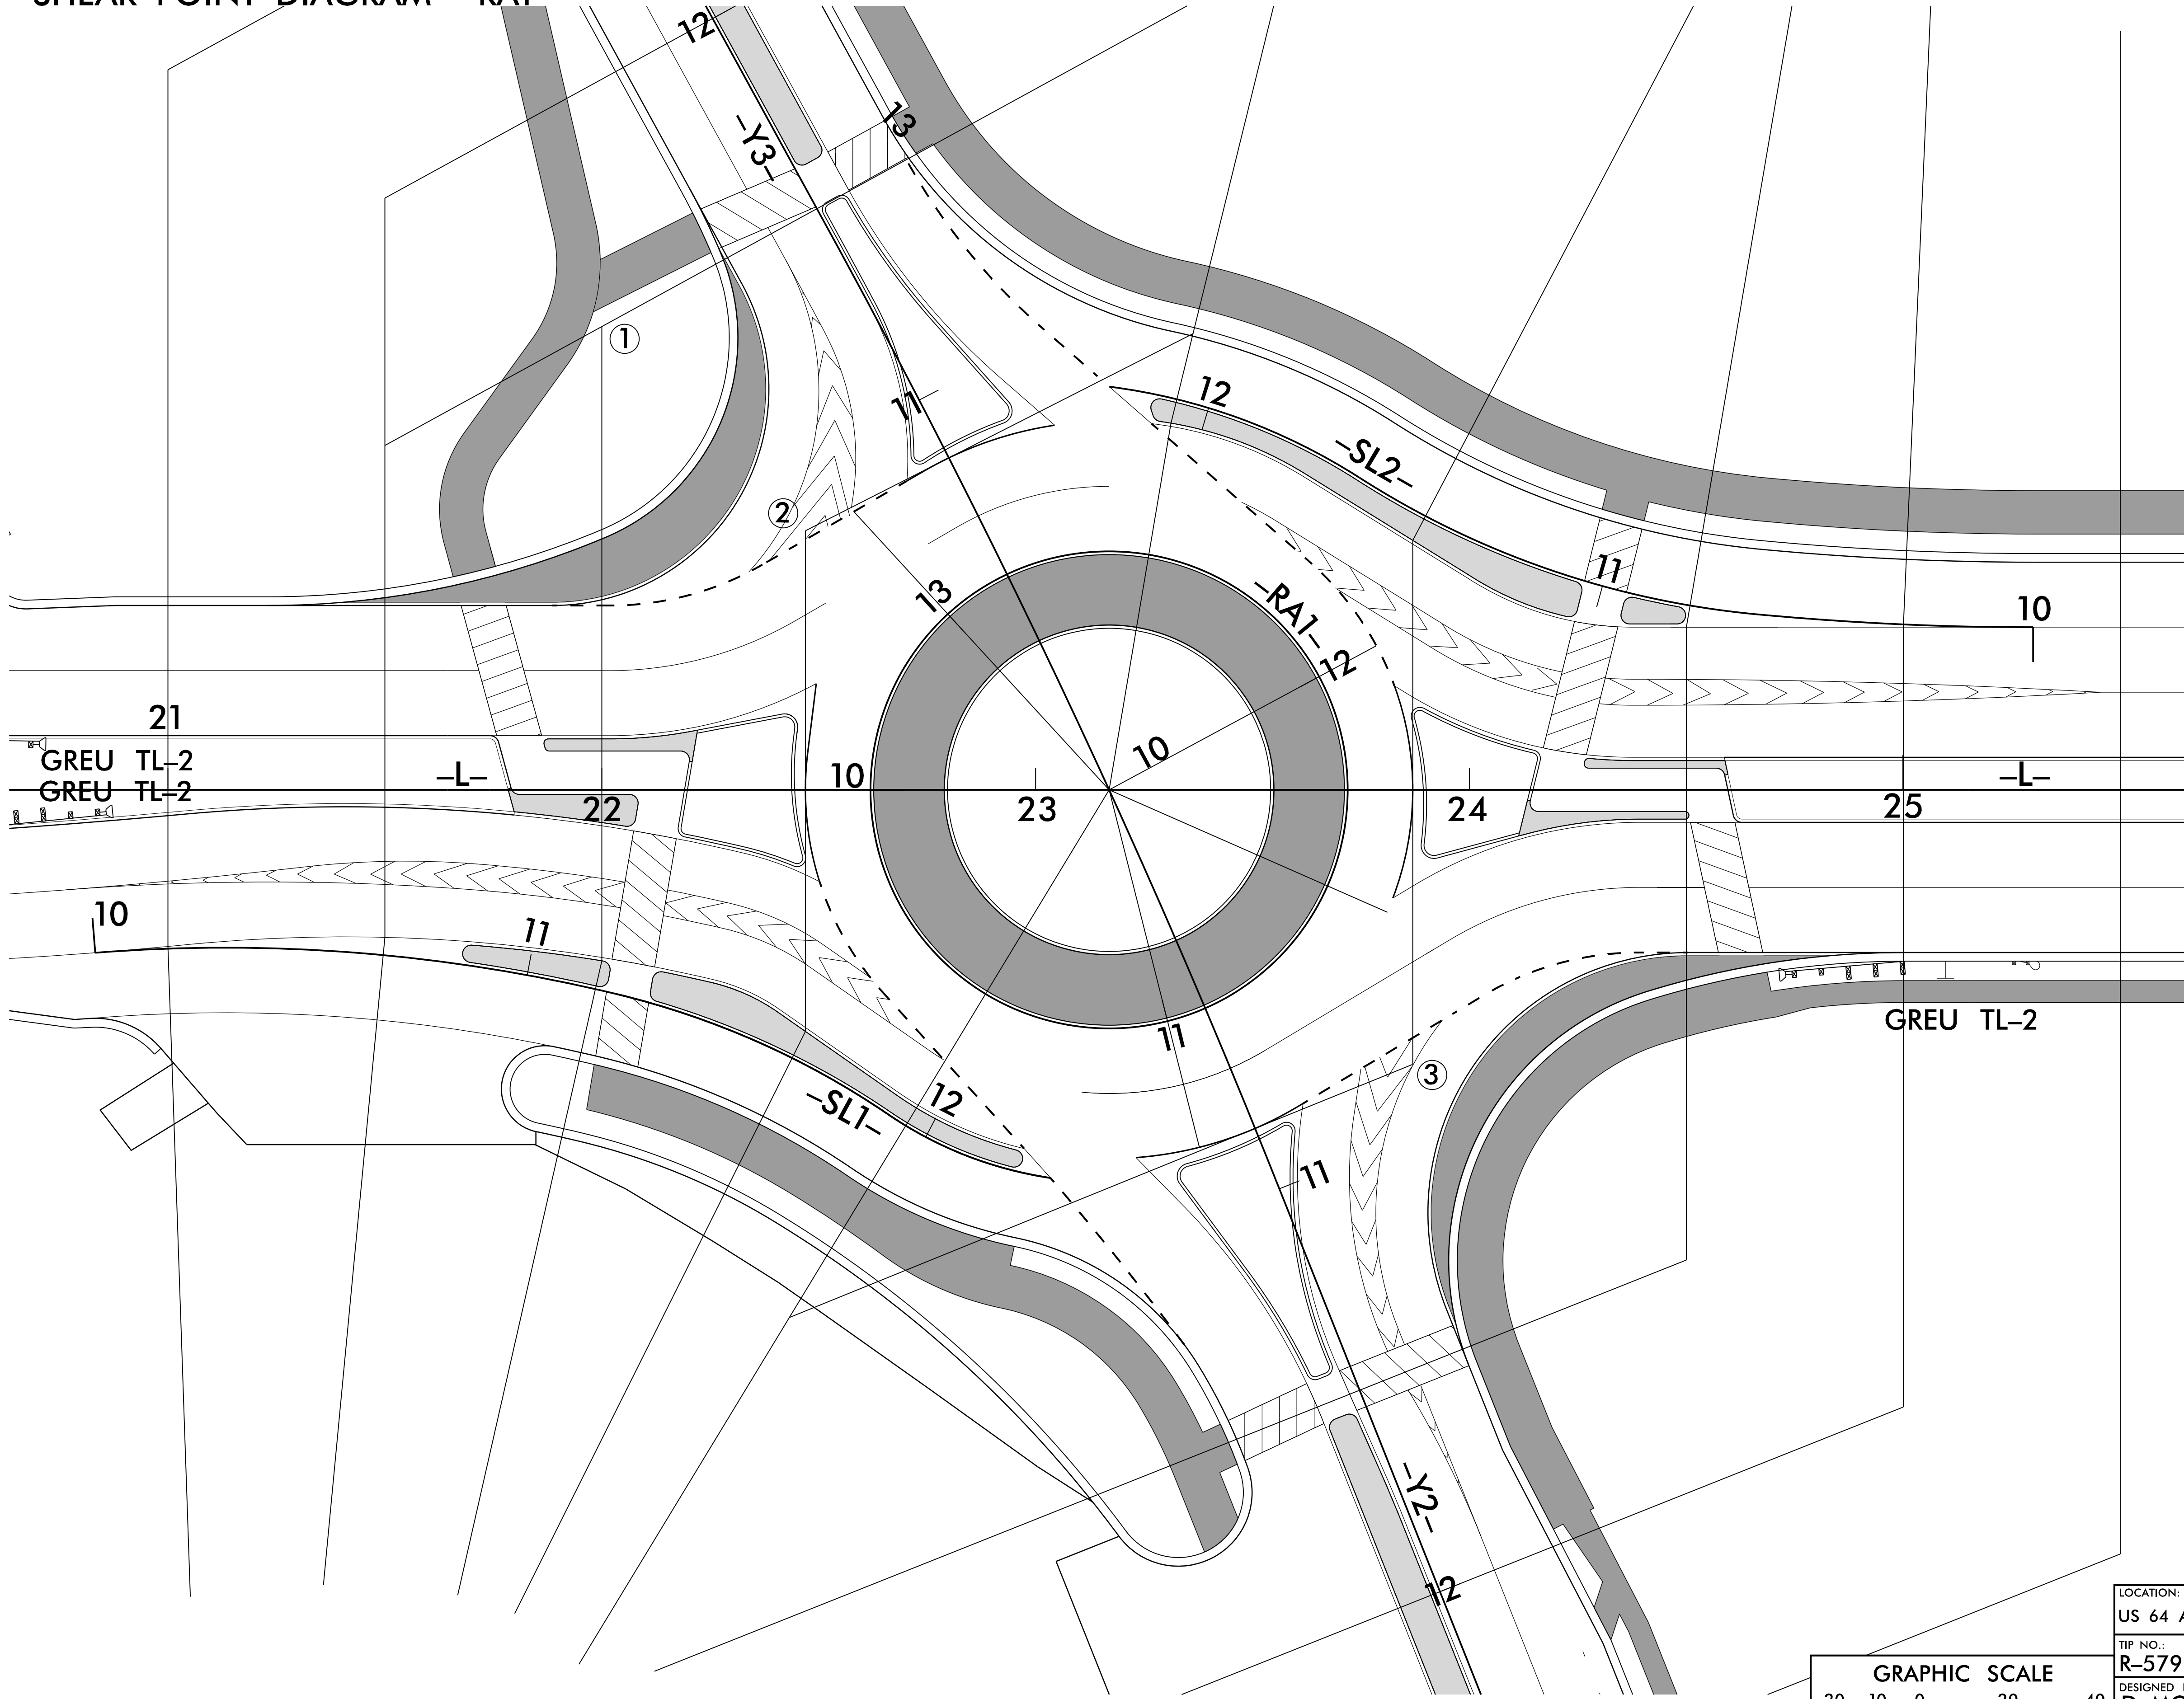 12
13
-Y3-
1
11
12
-SL2-
2
11
13
-RA1-
12
10
21
GREU TL-2
GREU TL-2
-L-
22
10
23
10
24
-L-
25
10
11
11
3
GREU TL-2
-SL1-
12
11
-Y2-
12
LOCATION:
US 64
TIP NO.:
R-579
GRAPHIC SCALE